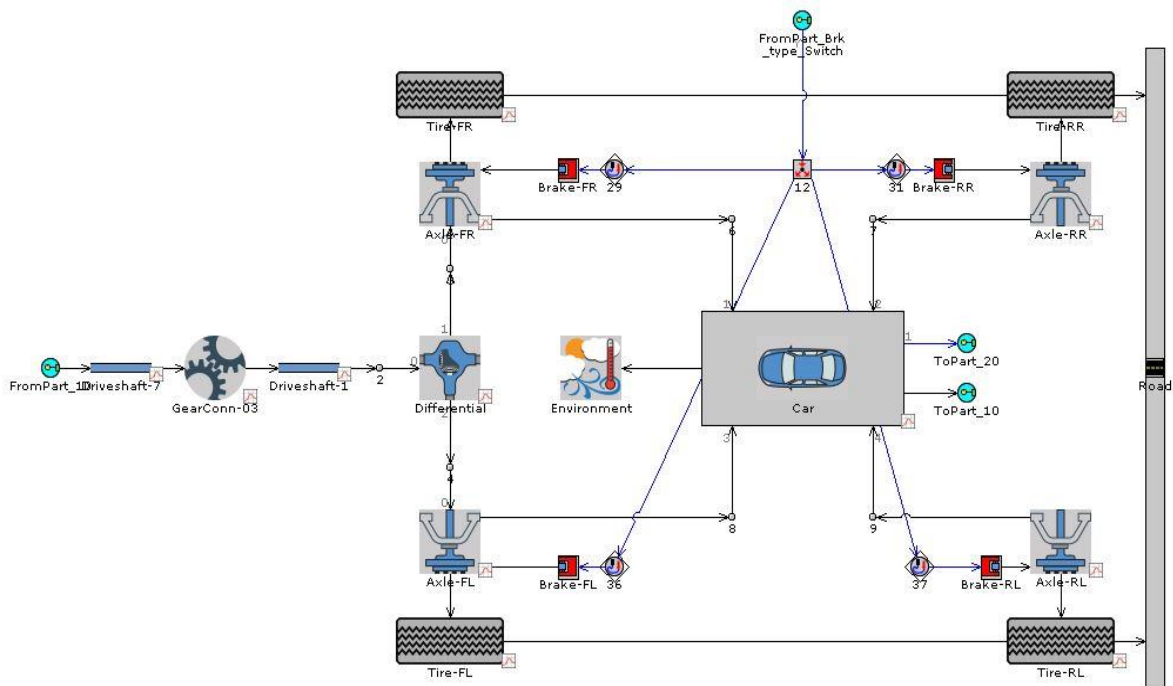 FromPart_Brk
_type_Switch
Tire-FR
Tire-RR
Brake-FR
29
12
31
Brake-RR
Axle-FR
6
7
Axle-RR
0
1
1
2
FromPart_10
Driveshaft-7
GearConn-03
Driveshaft-1
2
0
Differential
Environment
Car
1
ToPart_20
ToPart_10
Road
2
3
4
4
0
8
9
Axle-FL
Brake-FL
36
37
Brake-RL
Axle-RL
Tire-FL
Tire-RL